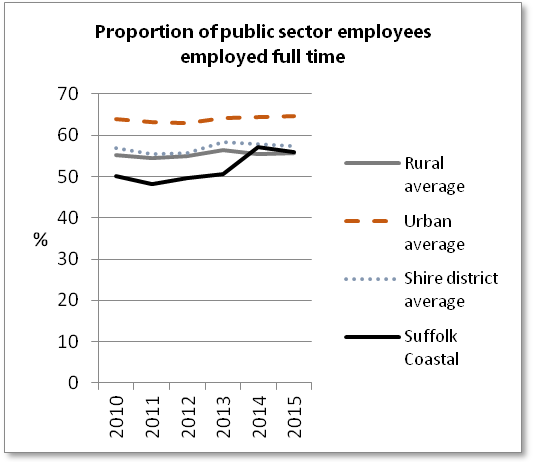 Proportion of public sector employees
employed full time
70
60
50
40
30
20
10
0
%
2010
2011
2012
2013
2014
2015
Rural
average
Urban
average
Shire district
average
Suffolk
Coastal